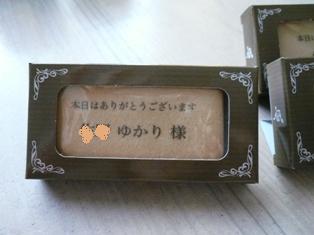 本日はありがとうございます
ゆかり 様